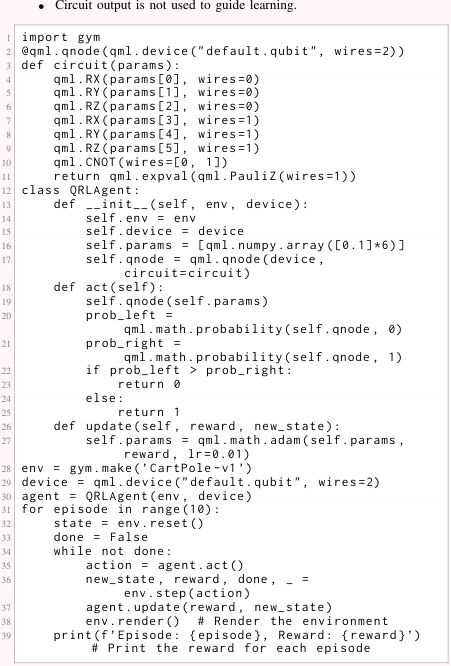 • Circuit output is not used to guide learning.
1 import gym
2 @qml.qnode(qml.device("default.qubit", wires=2))
3 def circuit(params):
4     qml.RX(params[0], wires=0)
5     qml.RY(params[1], wires=0)
6     qml.RZ(params[2], wires=0)
7     qml.RX(params[3], wires=1)
8     qml.RY(params[4], wires=1)
9     qml.RZ(params[5], wires=1)
10     qml.CNOT(wires=[0, 1])
11     return qml.expval(qml.PauliZ(wires=1))
12 class QRLAgent:
13     def __init__(self, env, device):
14         self.env = env
15         self.device = device
16         self.params = [qml.numpy.array([0.1]*6)]
17         self.qnode = qml.qnode(device,
            circuit=circuit)
18     def act(self):
19         self.qnode(self.params)
20         prob_left =
            qml.math.probability(self.qnode, 0)
21         prob_right =
            qml.math.probability(self.qnode, 1)
22         if prob_left > prob_right:
23             return 0
24         else:
25             return 1
26     def update(self, reward, new_state):
27         self.params = qml.math.adam(self.params,
            reward, lr=0.01)
28 env = gym.make('CartPole-v1')
29 device = qml.device("default.qubit", wires=2)
30 agent = QRLAgent(env, device)
31 for episode in range(10):
32     state = env.reset()
33     done = False
34     while not done:
35         action = agent.act()
36         new_state, reward, done, _ =
            env.step(action)
37         agent.update(reward, new_state)
38         env.render()  # Render the environment
39     print(f'Episode: {episode}, Reward: {reward}')
        # Print the reward for each episode